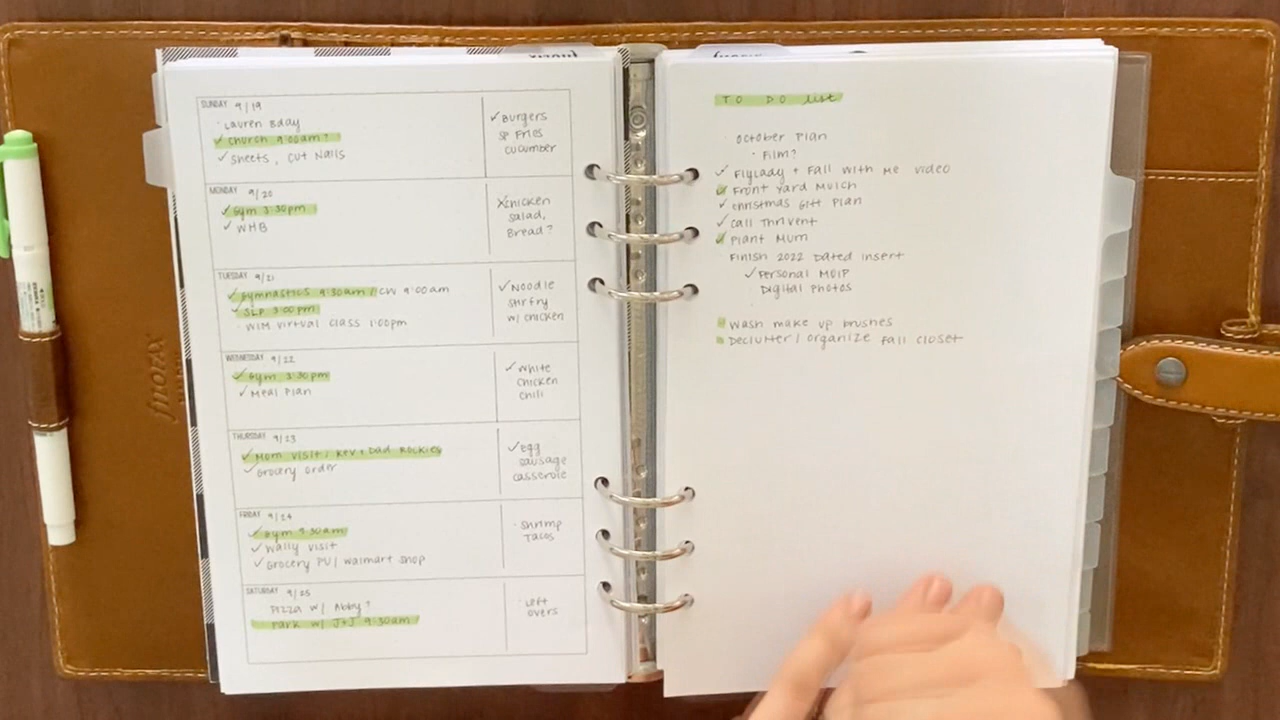 SUNDAY 9/19
· Lauren Bday
✓ Church 9:00am?
✓ Sheets, cut nails
✓ Burgers
SP Fries
cucumber
MONDAY 9/20
✓ Gym 3:30pm
✓ WHB
X chicken
salad,
Bread?
TUESDAY 9/21
✓ Gymnastics 9:30am / CW 9:00am
✓ SLP 3:00pm
· WIM virtual class 1:00pm
✓ Noodle
stir fry
w/ chicken
WEDNESDAY 9/22
✓ Gym 3:30pm
✓ Meal Plan
✓ White
chicken
chili
THURSDAY 9/23
✓ Mom visit, Kev + Dad Rockies
✓ Grocery order
✓ Egg
sausage
casserole
FRIDAY 9/24
✓ Gym 9:30am
✓ Wally visit
✓ Grocery PU / walmart shop
· Shrimp
Tacos
SATURDAY 9/25
Pizza w/ Abby?
Park w/ J+J 9:30am
· Left
overs
TO DO list
· October Plan
· Film?
✓ Flylady + Fall with Me video
✓ Front Yard Mulch
✓ Christmas Gift Plan
✓ Call Thrivent
✓ Plant Mum
Finish 2022 Dated insert
✓ Personal MOIP
Digital Photos
Wash make up brushes
Declutter / organize fall closet
filofax